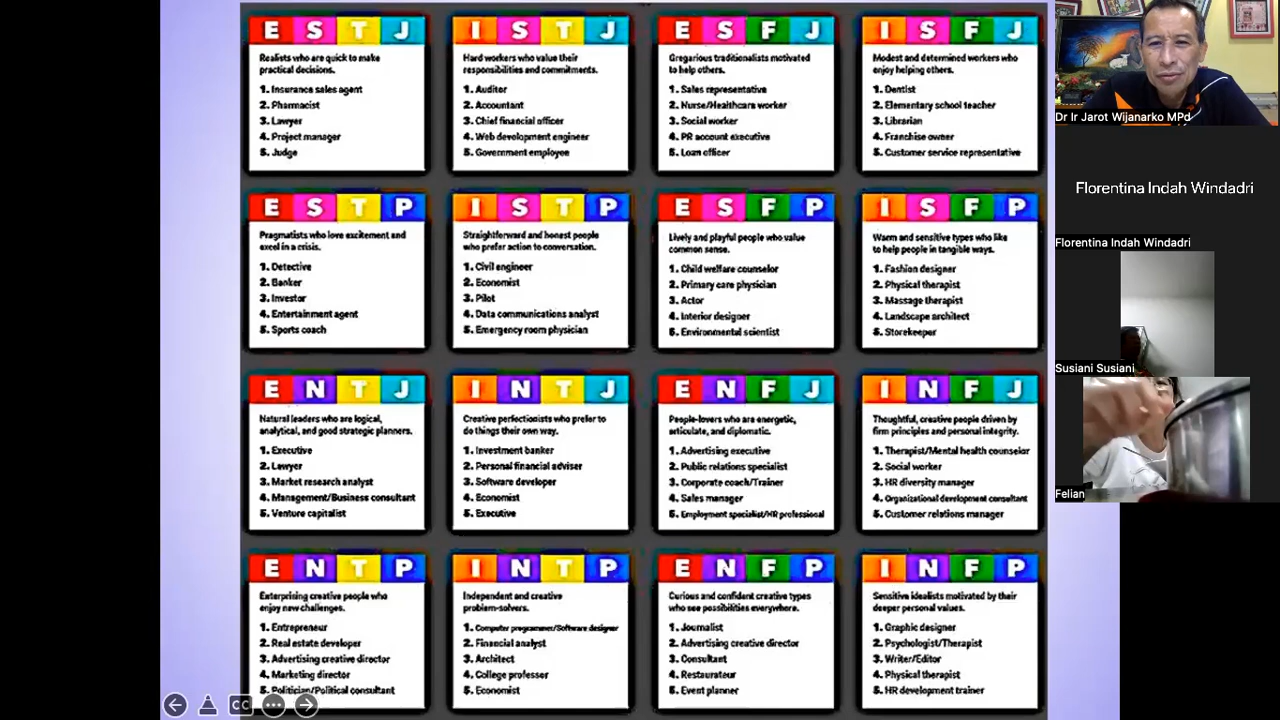 ESTJ
Realists who are quick to make
practical decisions.
1. Insurance sales agent
2. Pharmacist
3. Lawyer
4. Project manager
5. Judge
ISTJ
Hard workers who value their
responsibilities and commitments.
1. Auditor
2. Accountant
3. Chief financial officer
4. Web development engineer
5. Government employee
ESFJ
Gregarious traditionalists motivated
to help others.
1. Sales representative
2. Nurse/Healthcare worker
3. Social worker
4. PR account executive
5. Loan officer
ISFJ
Modest and determined workers who
enjoy helping others.
1. Dentist
2. Elementary school teacher
3. Librarian
4. Franchise owner
5. Customer service representative
ESTP
Pragmatists who love excitement and
excel in a crisis.
1. Detective
2. Banker
3. Investor
4. Entertainment agent
5. Sports coach
ISTP
Straightforward and honest people
who prefer action to conversation.
1. Civil engineer
2. Economist
3. Pilot
4. Data communications analyst
5. Emergency room physician
ESFP
Lively and playful people who value
common sense.
1. Child welfare counselor
2. Primary care physician
3. Actor
4. Interior designer
5. Environmental scientist
ISFP
Warm and sensitive types who like
to help people in tangible ways.
1. Fashion designer
2. Physical therapist
3. Massage therapist
4. Landscape architect
5. Storekeeper
ENTJ
Natural leaders who are logical,
analytical, and good strategic planners.
1. Executive
2. Lawyer
3. Market research analyst
4. Management/Business consultant
5. Venture capitalist
INTJ
Creative perfectionists who prefer to
do things their own way.
1. Investment banker
2. Personal financial adviser
3. Software developer
4. Economist
5. Executive
ENFJ
People-lovers who are energetic,
articulate, and diplomatic.
1. Advertising executive
2. Public relations specialist
3. Corporate coach/Trainer
4. Sales manager
5. Employment specialist/HR professional
INFJ
Thoughtful, creative people driven by
firm principles and personal integrity.
1. Therapist/Mental health counselor
2. Social worker
3. HR diversity manager
4. Organizational development consultant
5. Customer relations manager
ENTP
Enterprising creative people who
enjoy new challenges.
1. Entrepreneur
2. Real estate developer
3. Advertising creative director
4. Marketing director
5. Politician/Political consultant
INTP
Independent and creative
problem-solvers.
1. Computer programmer/Software designer
2. Financial analyst
3. Architect
4. College professor
5. Economist
ENFP
Curious and confident creative types
who see possibilities everywhere.
1. Journalist
2. Advertising creative director
3. Consultant
4. Restaurateur
5. Event planner
INFP
Sensitive idealists motivated by their
deeper personal values.
1. Graphic designer
2. Psychologist/Therapist
3. Writer/Editor
4. Physical therapist
5. HR development trainer
CC
Dr Ir Jarot Wijanarko MPd
Florentina Indah Windadri
Florentina Indah Windadri
Susiani Susiani
Felian